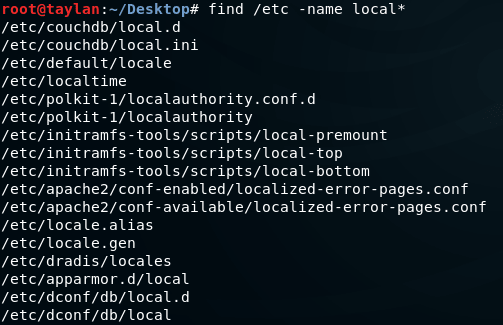 root@taylan:~/Desktop# find /etc -name local*
/etc/couchdb/local.d
/etc/couchdb/local.ini
/etc/default/locale
/etc/localtime
/etc/polkit-1/localauthority.conf.d
/etc/polkit-1/localauthority
/etc/initramfs-tools/scripts/local-premount
/etc/initramfs-tools/scripts/local-top
/etc/initramfs-tools/scripts/local-bottom
/etc/apache2/conf-enabled/localized-error-pages.conf
/etc/apache2/conf-available/localized-error-pages.conf
/etc/locale.alias
/etc/locale.gen
/etc/dradis/locales
/etc/apparmor.d/local
/etc/dconf/db/local.d
/etc/dconf/db/local